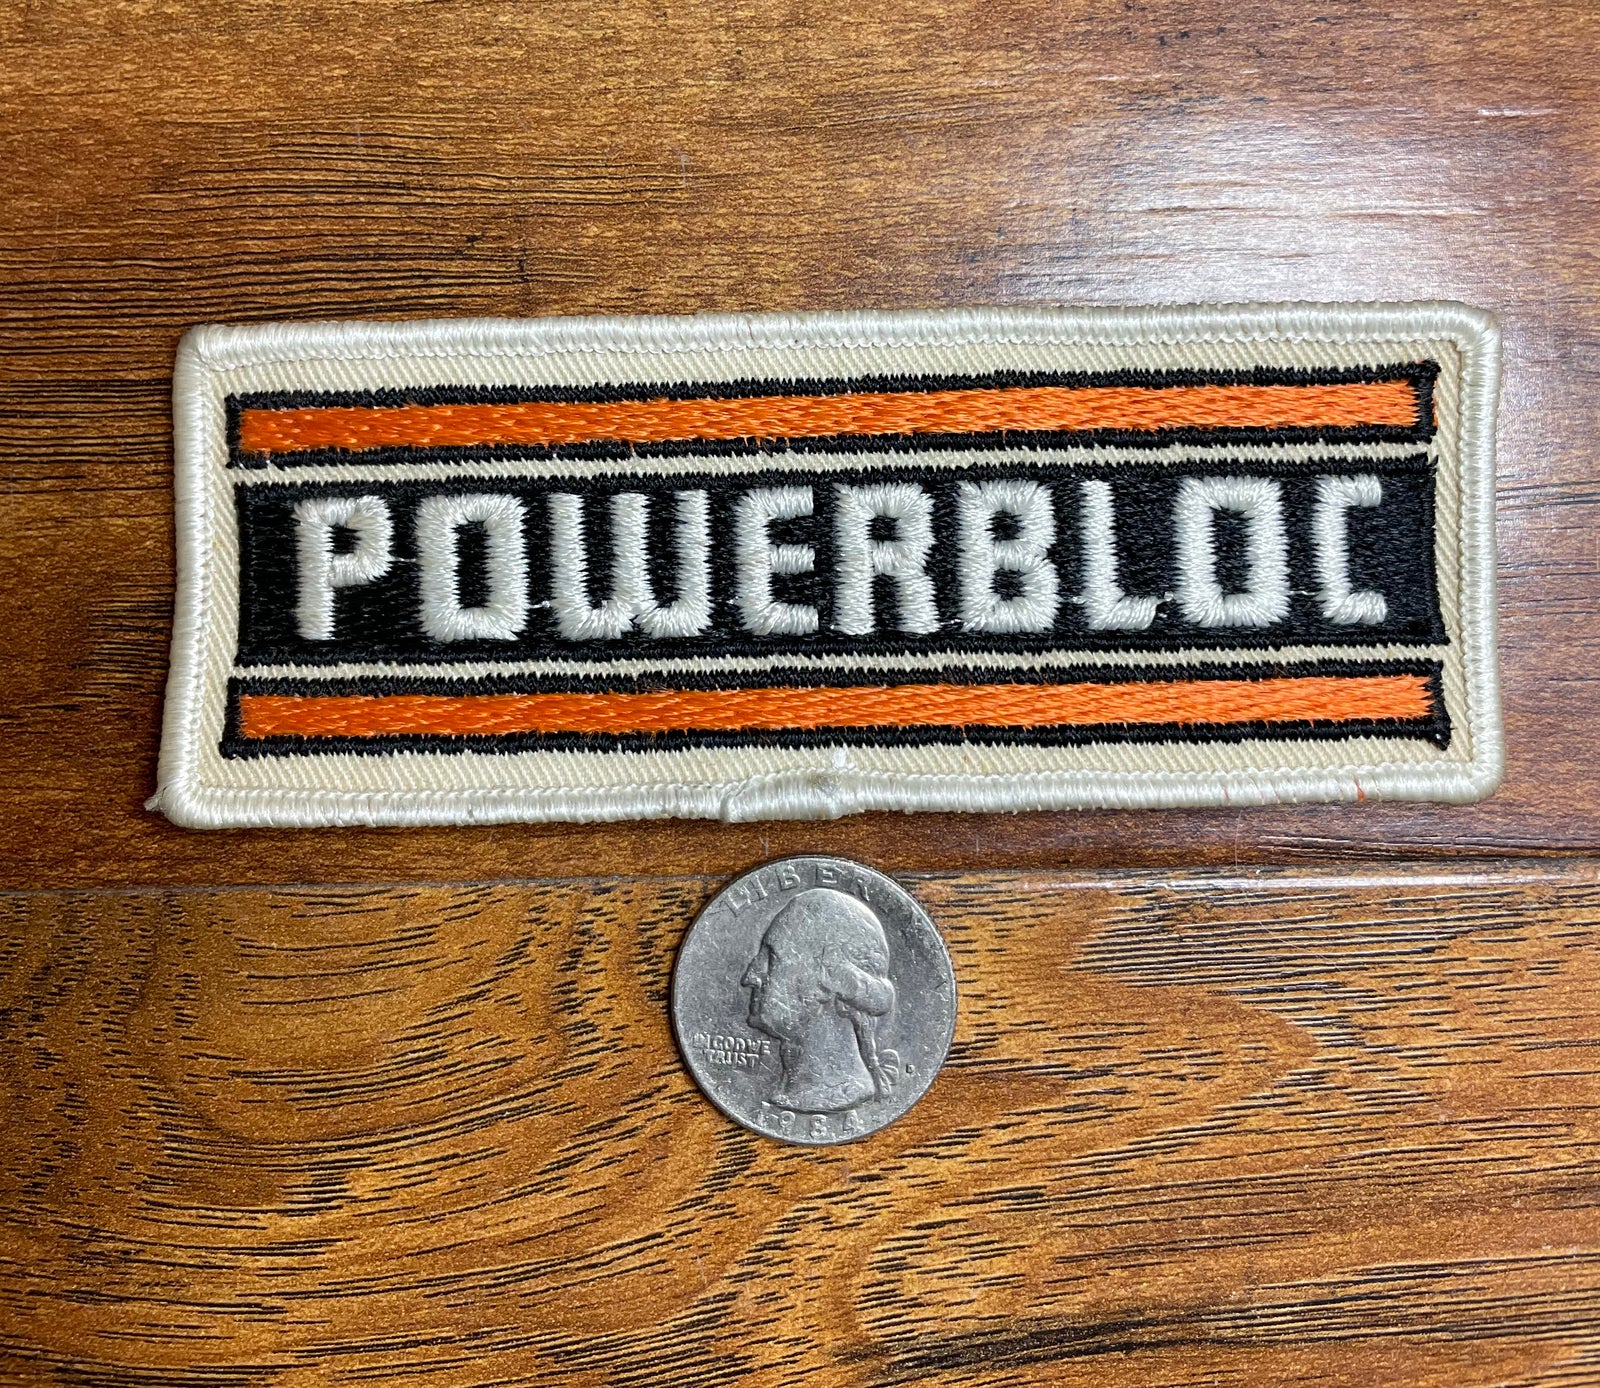 POWERBLOC
LIBERTY
IN GOD WE
TRUST
D
1984